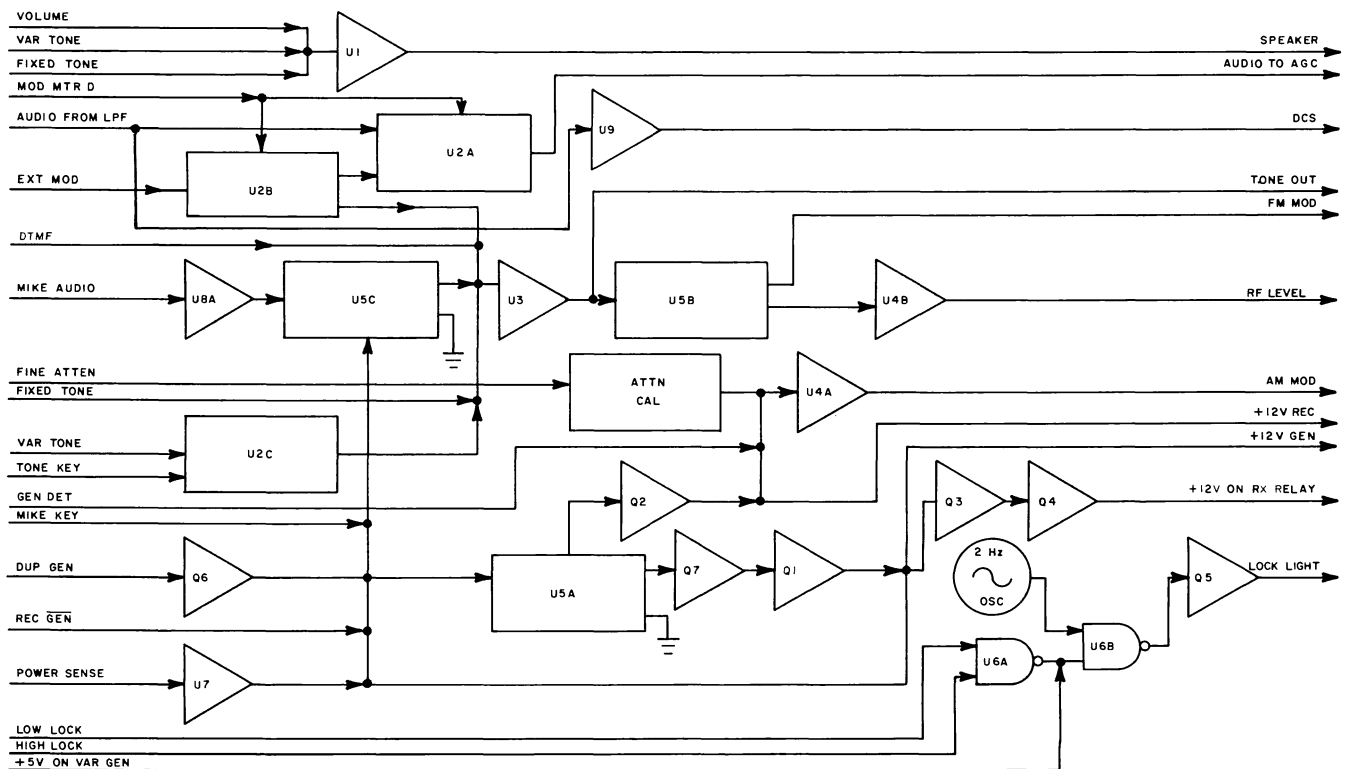 VOLUME
VAR TONE
FIXED TONE
MOD MTR D
AUDIO FROM LPF
EXT MOD
DTMF
MIKE AUDIO
FINE ATTEN
FIXED TONE
VAR TONE
TONE KEY
GEN DET
MIKE KEY
DUP GEN
REC GEN
POWER SENSE
LOW LOCK
HIGH LOCK
+5V ON VAR GEN
U1
U2A
U2B
U9
U8A
U5C
U3
U5B
U4B
ATTN
CAL
U4A
U2C
Q2
Q3
Q4
Q6
U5A
Q7
Q1
2 Hz
OSC
Q5
U6A
U6B
U7
SPEAKER
AUDIO TO AGC
DCS
TONE OUT
FM MOD
RF LEVEL
AM MOD
+12V REC
+12V GEN
+12V ON RX RELAY
LOCK LIGHT